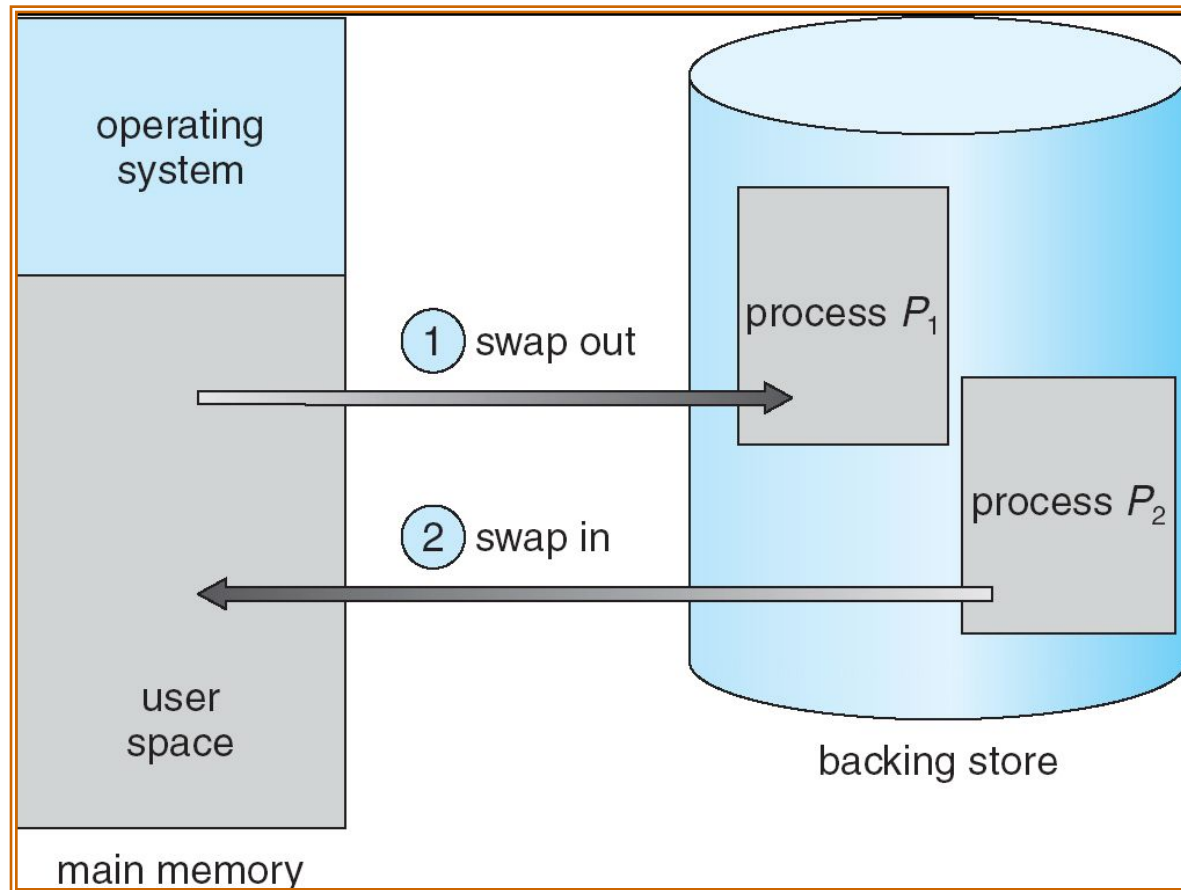 operating
system
process P1
1 swap out
process P2
2 swap in
user
space
backing store
main memory